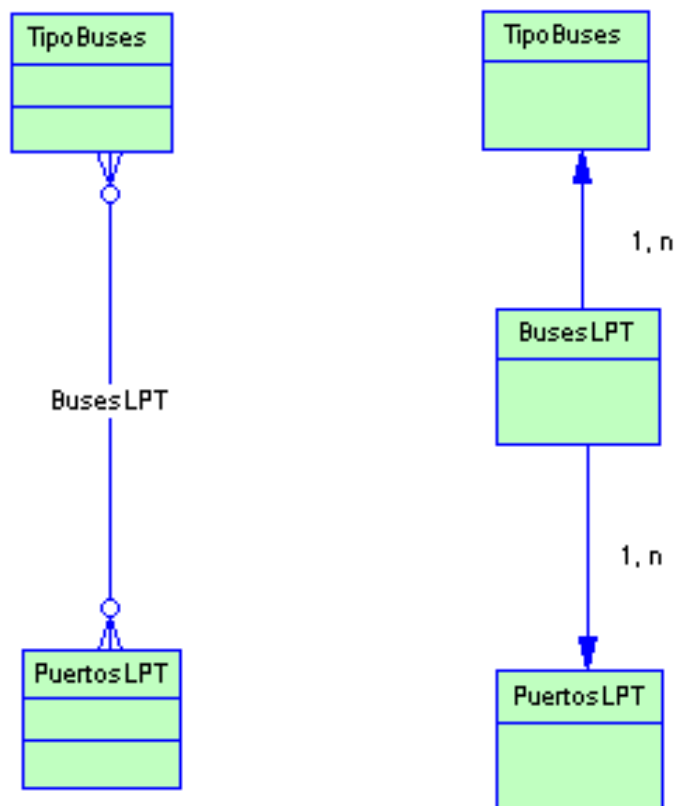 TipoBuses
BusesLPT
PuertosLPT
TipoBuses
1, n
BusesLPT
1, n
PuertosLPT